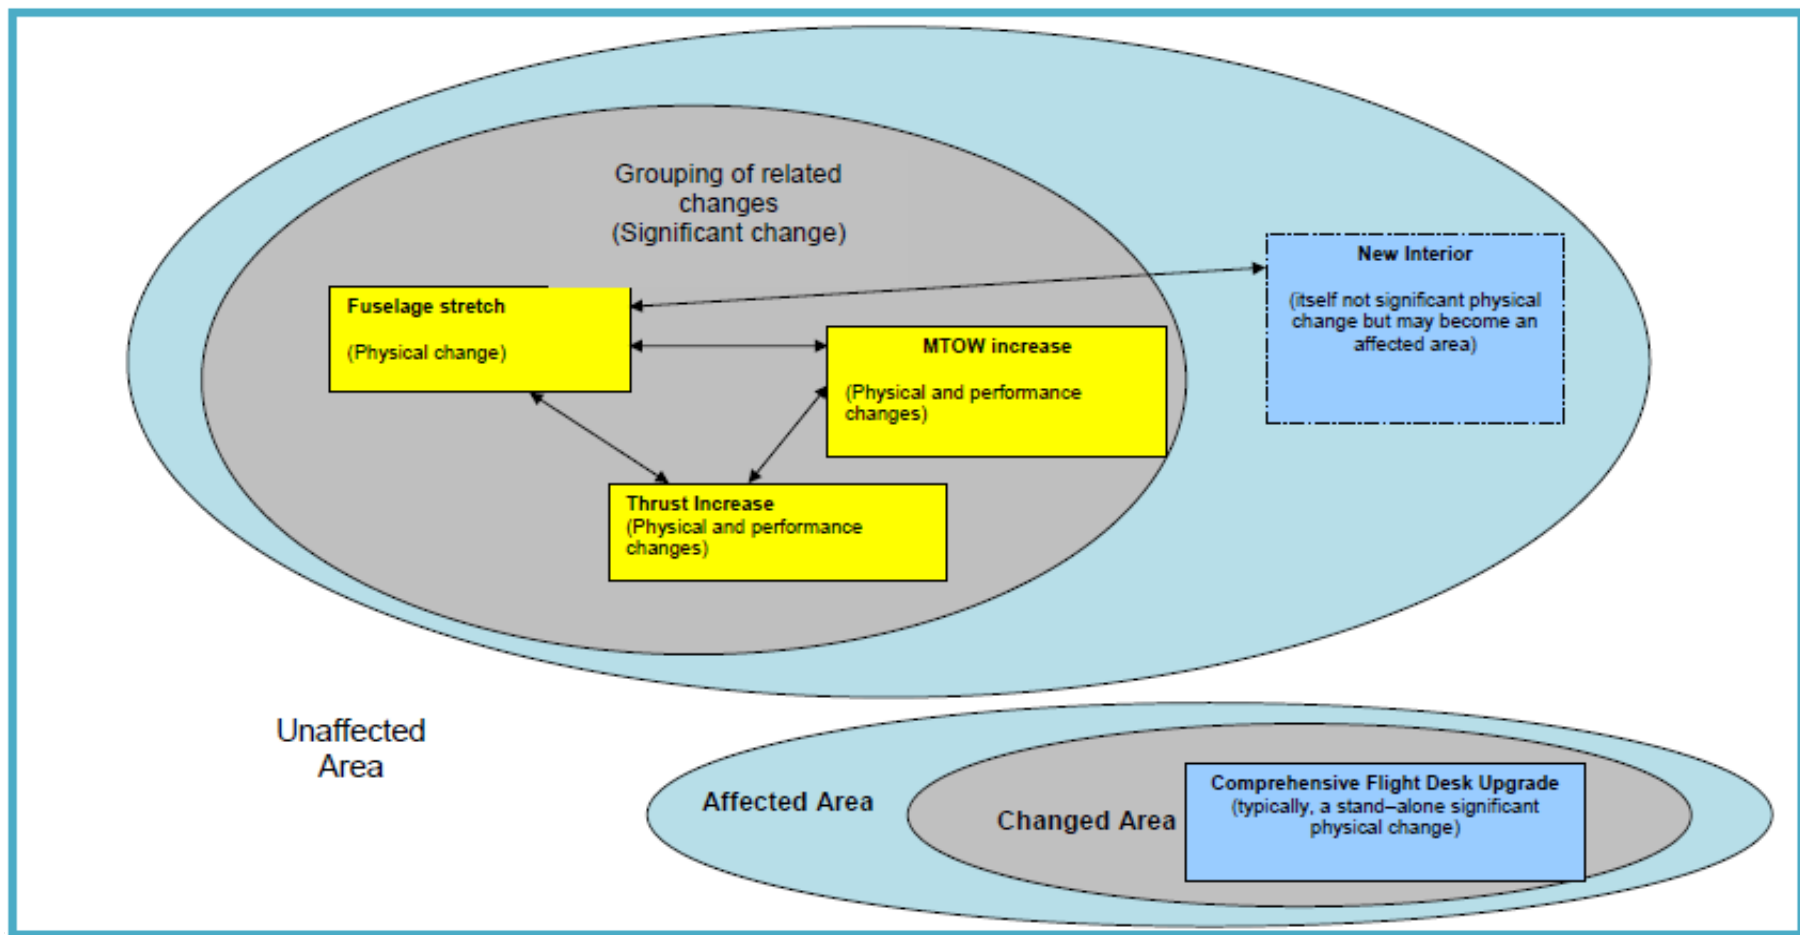 Grouping of related
changes
(Significant change)
New Interior
(itself not significant physical
change but may become an
affected area)
Fuselage stretch
(Physical change)
MTOW increase
(Physical and performance
changes)
Thrust Increase
(Physical and performance
changes)
Unaffected
Area
Affected Area
Changed Area
Comprehensive Flight Desk Upgrade
(typically, a stand–alone significant
physical change)